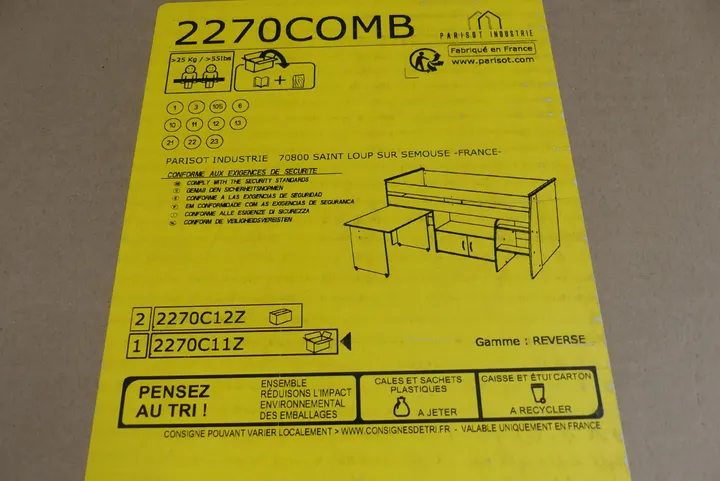 2270COMB
PARISOT INDUSTRIE
Fabriqué en France
www.parisot.com
>25 Kg / >55lbs
1 3 105 6
10 11 12 13
21 22 23
PARISOT INDUSTRIE 70800 SAINT LOUP SUR SEMOUSE -FRANCE-
CONFORME AUX EXIGENCES DE SECURITE
COMPLY WITH THE SECURITY STANDARDS
GEMAß DEN SICHERHEITSNORMEN
CONFORME A LAS EXIGENCIAS DE SEGURIDAD
EM CONFORMIDADE COM AS EXIGENCIAS DE SEGURANCA
CONFORME ALLE ESIGENZE DI SICUREZZA
CONFORM DE VEILIGHEIDSVEREISTEN
2 2270C12Z
1 2270C11Z
Gamme : REVERSE
PENSEZ
AU TRI !
ENSEMBLE
RÉDUISONS L'IMPACT
ENVIRONNEMENTAL
DES EMBALLAGES
CALES ET SACHETS
PLASTIQUES
A JETER
CAISSE ET ÉTUI CARTON
A RECYCLER
CONSIGNE POUVANT VARIER LOCALEMENT > WWW.CONSIGNESDETRI.FR - VALABLE UNIQUEMENT EN FRANCE